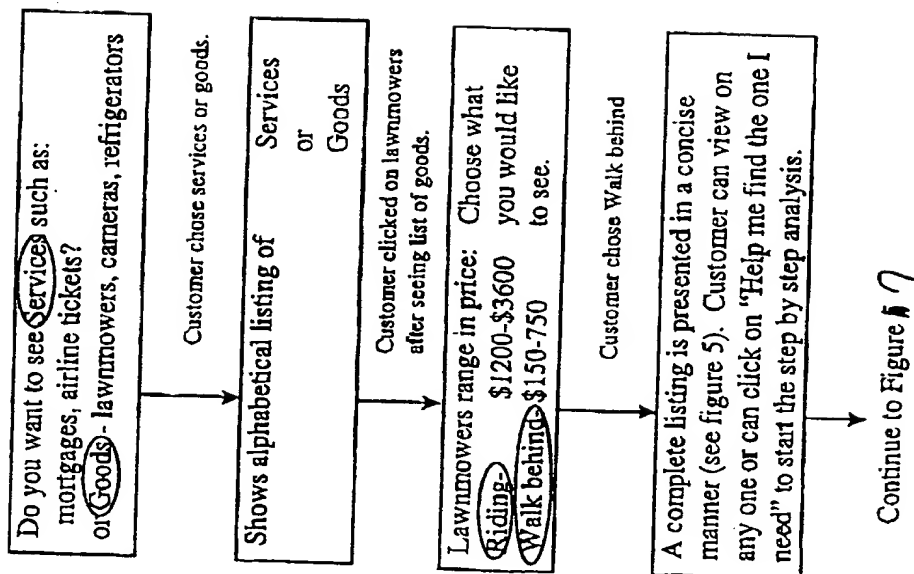 Do you want to see Services such as:
mortgages, airline tickets?
or Goods - lawnmowers, cameras, refrigerators
Customer chose services or goods.
Shows alphabetical listing of Services
or
Goods
Customer clicked on lawnmowers
after seeing list of goods.
Lawnmowers range in price: Choose what
Riding- $1200-$3600 you would like
Walk behind-$150-750 to see.
Customer chose Walk behind
A complete listing is presented in a concise
manner (see figure 5). Customer can view on
any one or can click on "Help me find the one I
need" to start the step by step analysis.
Continue to Figure 7